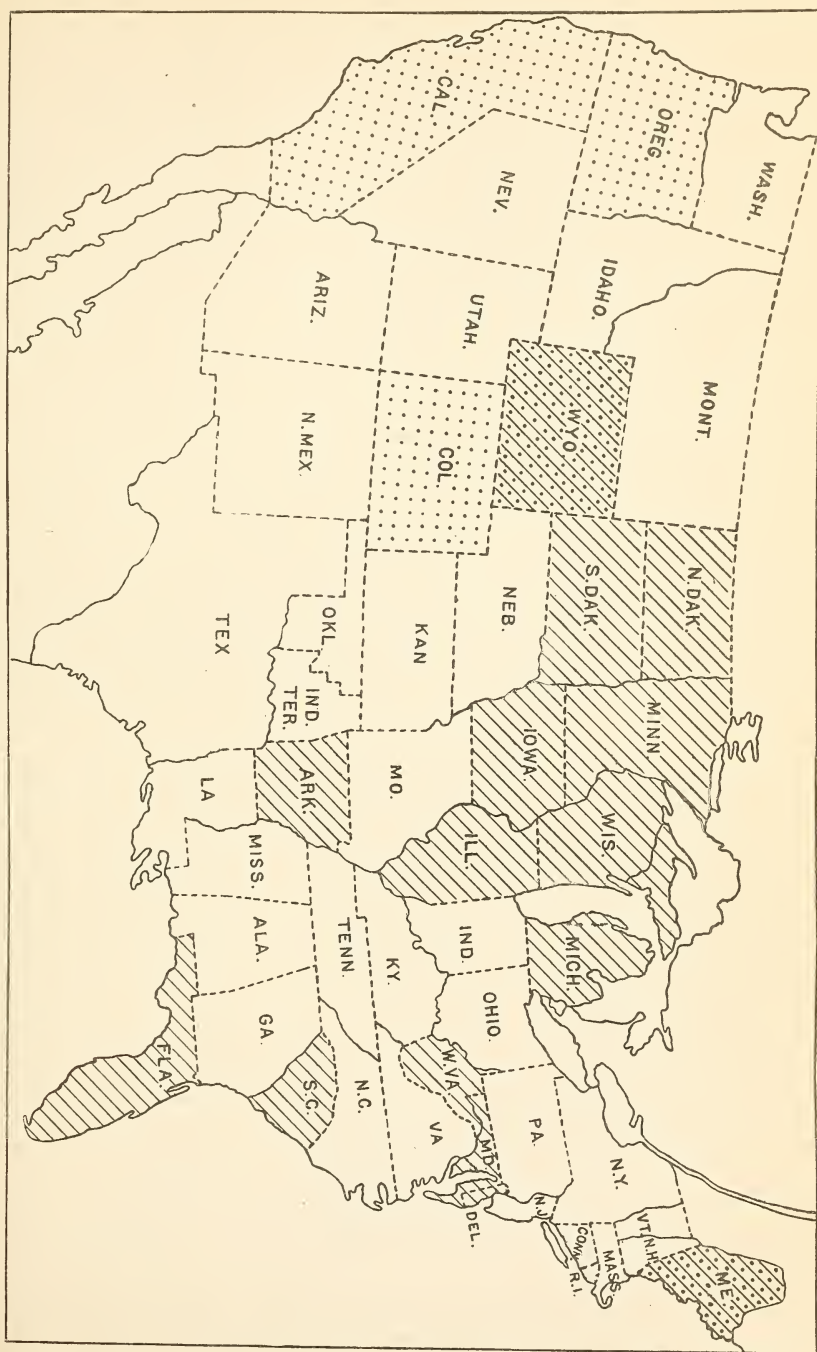 WASH.
OREG
CAL
NEV.
IDAHO.
MONT.
WYO
UTAH.
ARIZ.
COL.
N.MEX.
N.DAK.
S.DAK.
NEB.
KAN
OKL.
IND.
TER.
TEX
MINN
IOWA.
MO.
ARK.
LA
WIS.
ILL.
MICH.
IND.
OHIO.
KY.
TENN.
MISS.
ALA.
GA.
FLA.
S.C.
N.C.
VA
W.VA
MD
DEL.
PA.
N.J.
N.Y.
CONN.
R.I.
MASS.
VT.
N.H.
ME.